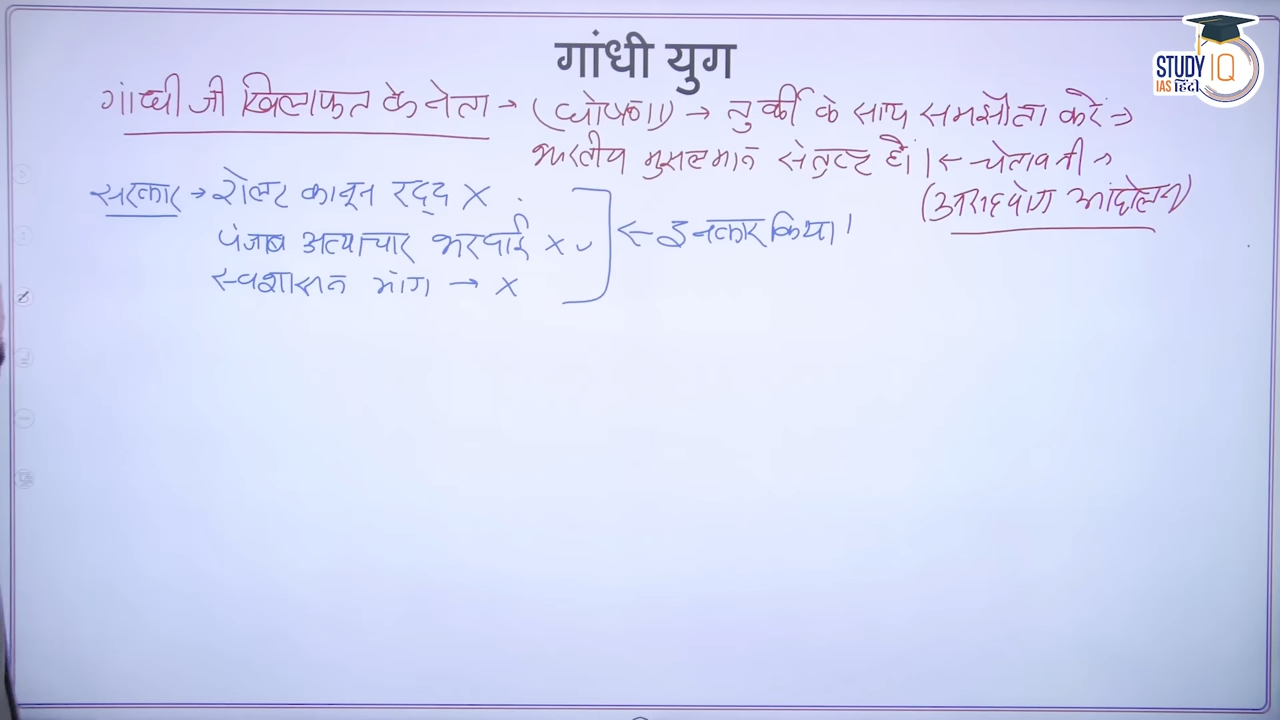 गांधी युग
STUDY IQ
IAS हिंदी
गांधी जी खिलाफत के नेता → (घोषणा) → तुर्की के साथ समझौता करें →
भारतीय मुसलमान संतुष्ट हों। ← चेतावनी →
(असहयोग आंदोलन)
सरकार → रोलट कानून रद्द X
पंजाब अत्याचार भरपाई X
स्वशासन मांग → X
← इनकार किया।